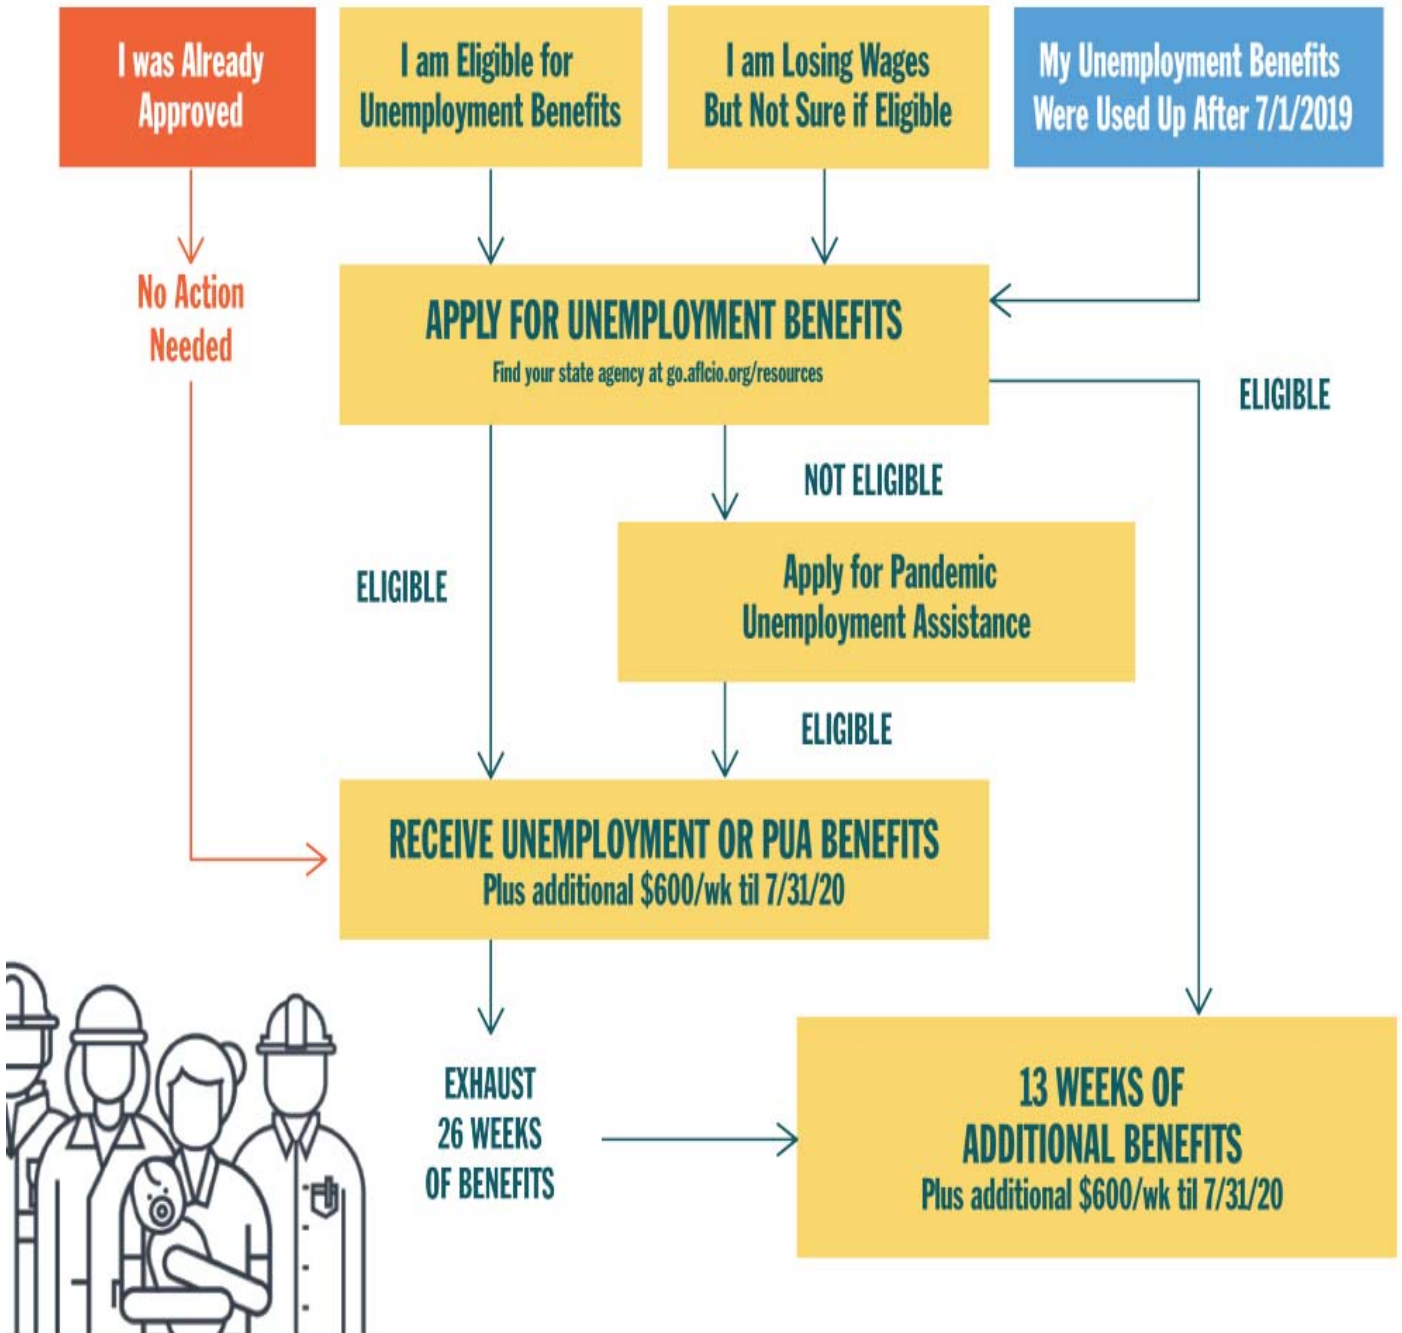 I was Already
Approved
I am Eligible for
Unemployment Benefits
I am Losing Wages
But Not Sure if Eligible
My Unemployment Benefits
Were Used Up After 7/1/2019
No Action
Needed
APPLY FOR UNEMPLOYMENT BENEFITS
Find your state agency at go.aflcio.org/resources
ELIGIBLE
NOT ELIGIBLE
Apply for Pandemic
Unemployment Assistance
ELIGIBLE
ELIGIBLE
RECEIVE UNEMPLOYMENT OR PUA BENEFITS
Plus additional $600/wk til 7/31/20
EXHAUST
26 WEEKS
OF BENEFITS
13 WEEKS OF
ADDITIONAL BENEFITS
Plus additional $600/wk til 7/31/20